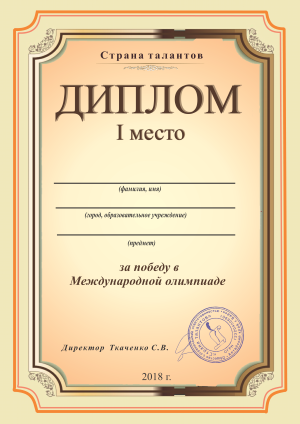 Страна талантов
ДИПЛОМ
I место
(фамилия, имя)
(город, образовательное учреждение)
(предмет)
за победу в
Международной олимпиаде
Директор Ткаченко С.В.
2018 г.